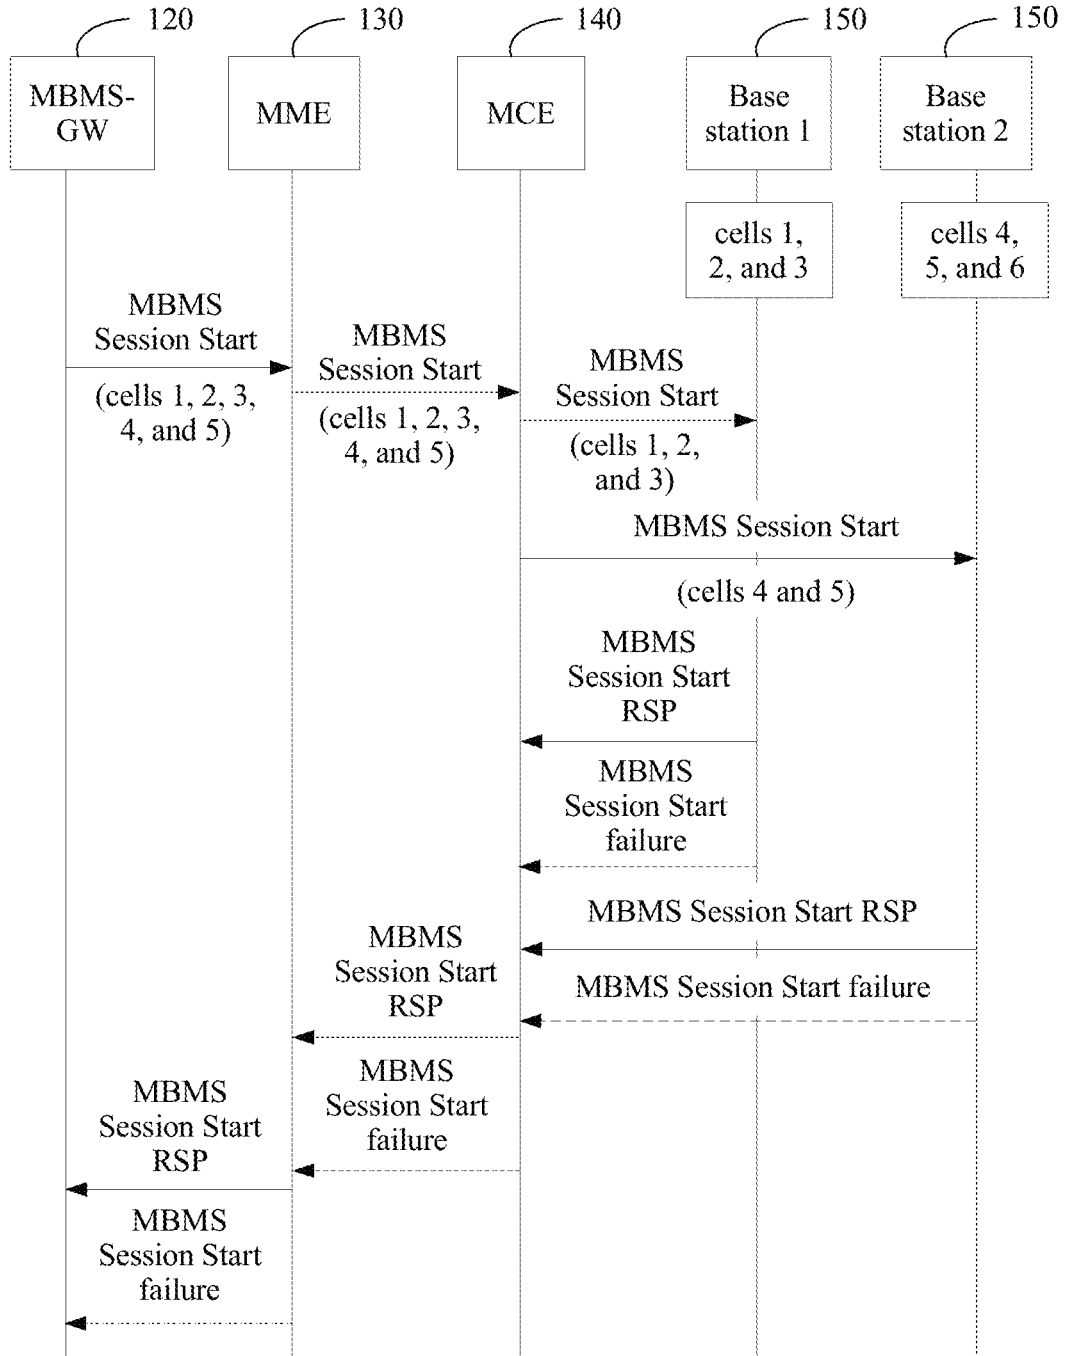 120
130
140
150
150
MBMS-
GW
MME
MCE
Base
station 1
Base
station 2
cells 1,
2, and 3
cells 4,
5, and 6
MBMS
Session Start
(cells 1, 2, 3,
4, and 5)
MBMS
Session Start
(cells 1, 2, 3,
4, and 5)
MBMS
Session Start
(cells 1, 2,
and 3)
MBMS Session Start
(cells 4 and 5)
MBMS
Session Start
RSP
MBMS
Session Start
failure
MBMS Session Start RSP
MBMS Session Start failure
MBMS
Session Start
RSP
MBMS
Session Start
failure
MBMS
Session Start
RSP
MBMS
Session Start
failure